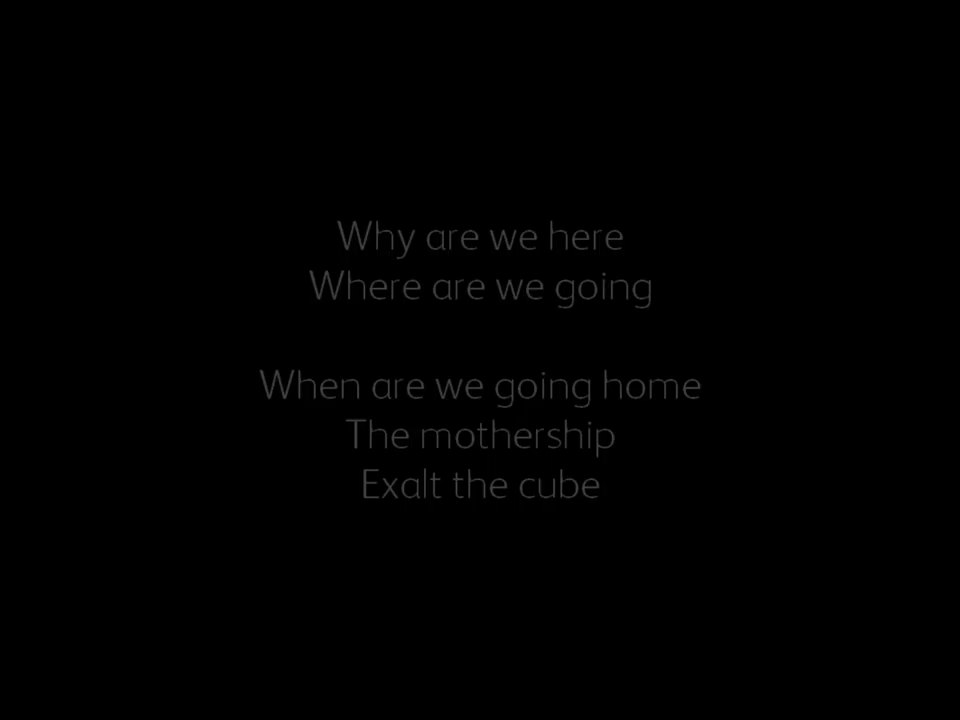 Why are we here
Where are we going
When are we going home
The mothership
Exalt the cube